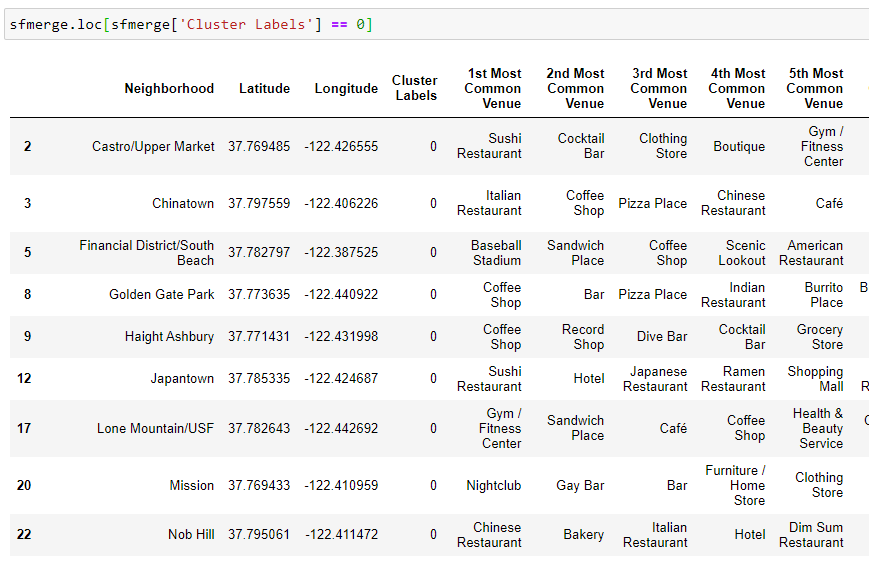 sfmerge.loc[sfmerge['Cluster Labels'] == 0]
Neighborhood Latitude Longitude Cluster Labels 1st Most Common Venue 2nd Most Common Venue 3rd Most Common Venue 4th Most Common Venue 5th Most Common Venue
2 Castro/Upper Market 37.769485 -122.426555 0 Sushi Restaurant Cocktail Bar Clothing Store Boutique Gym / Fitness Center
3 Chinatown 37.797559 -122.406226 0 Italian Restaurant Coffee Shop Pizza Place Chinese Restaurant Café
5 Financial District/South Beach 37.782797 -122.387525 0 Baseball Stadium Sandwich Place Coffee Shop Scenic Lookout American Restaurant
8 Golden Gate Park 37.773635 -122.440922 0 Coffee Shop Bar Pizza Place Indian Restaurant Burrito Place B
9 Haight Ashbury 37.771431 -122.431998 0 Coffee Shop Record Shop Dive Bar Cocktail Bar Grocery Store
12 Japantown 37.785335 -122.424687 0 Sushi Restaurant Hotel Japanese Restaurant Ramen Restaurant Shopping Mall R
17 Lone Mountain/USF 37.782643 -122.442692 0 Gym / Fitness Center Sandwich Place Café Coffee Shop Health & Beauty Service
20 Mission 37.769433 -122.410959 0 Nightclub Gay Bar Bar Furniture / Home Store Clothing Store
22 Nob Hill 37.795061 -122.411472 0 Chinese Restaurant Bakery Italian Restaurant Hotel Dim Sum Restaurant